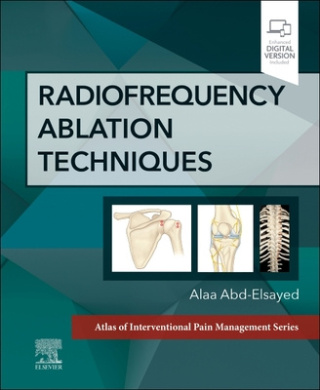 Enhanced
DIGITAL
VERSION
Included
RADIOFREQUENCY
ABLATION
TECHNIQUES
Alaa Abd-Elsayed
Atlas of Interventional Pain Management Series
ELSEVIER